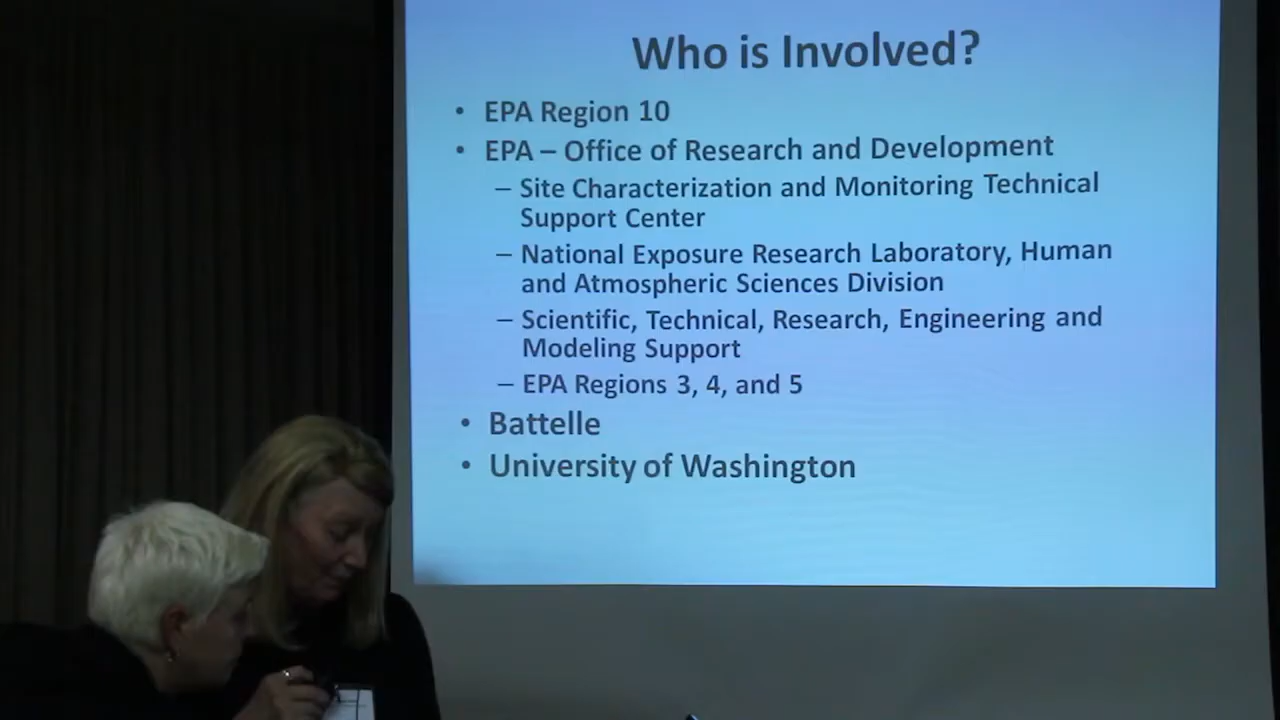 Who is Involved?
• EPA Region 10
• EPA – Office of Research and Development
– Site Characterization and Monitoring Technical
Support Center
– National Exposure Research Laboratory, Human
and Atmospheric Sciences Division
– Scientific, Technical, Research, Engineering and
Modeling Support
– EPA Regions 3, 4, and 5
• Battelle
• University of Washington